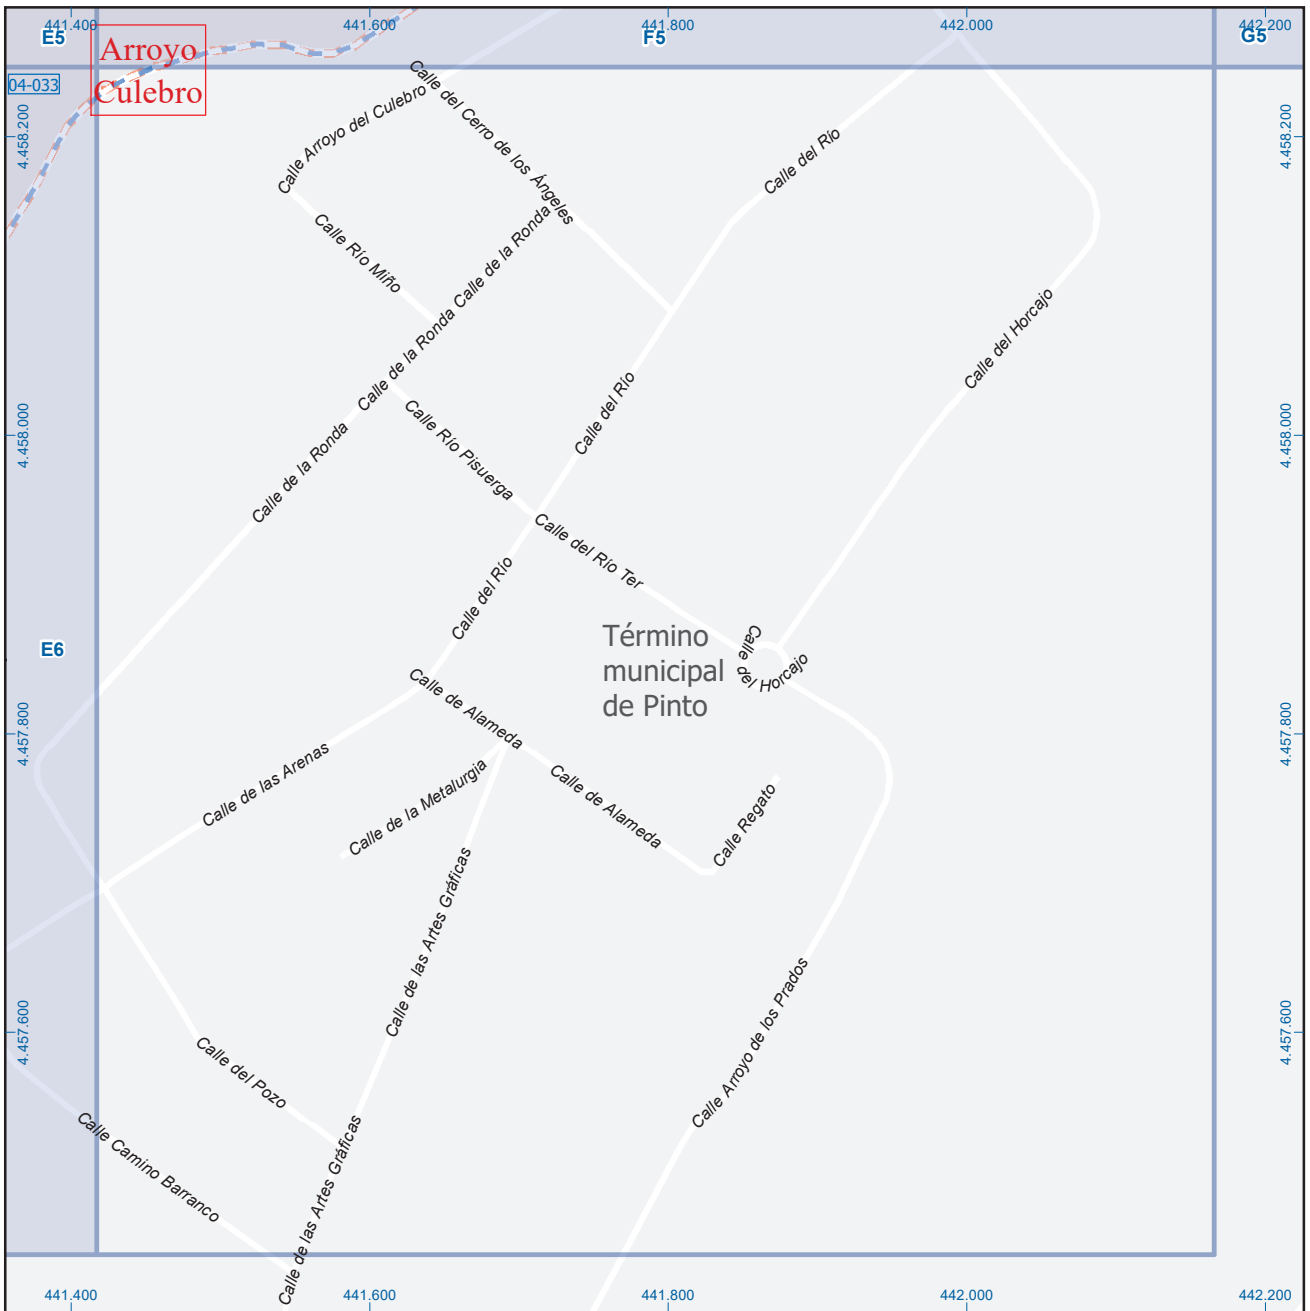 441.400
441.600
441.800
442.000
442.200
E5
F5
G5
Arroyo
Culebro
04-033
4.458.200
4.458.200
Calle del Cerro de los Ángeles
Calle Arroyo del Culebro
Calle del Río
Calle Río Miño
Calle de la Ronda
Calle de la Ronda
Calle del Horcajo
Calle del Río
4.458.000
4.458.000
Calle de la Ronda
Calle Río Pisuerga
Calle del Río Ter
Calle del Río
E6
Término
municipal
de Pinto
Calle del Horcajo
Calle de Alameda
4.457.800
4.457.800
Calle de las Arenas
Calle de la Metalurgia
Calle de Alameda
Calle Regato
Calle de las Artes Gráficas
Calle Arroyo de los Prados
4.457.600
4.457.600
Calle del Pozo
Calle Camino Barranco
Calle de las Artes Gráficas
441.400
441.600
441.800
442.000
442.200